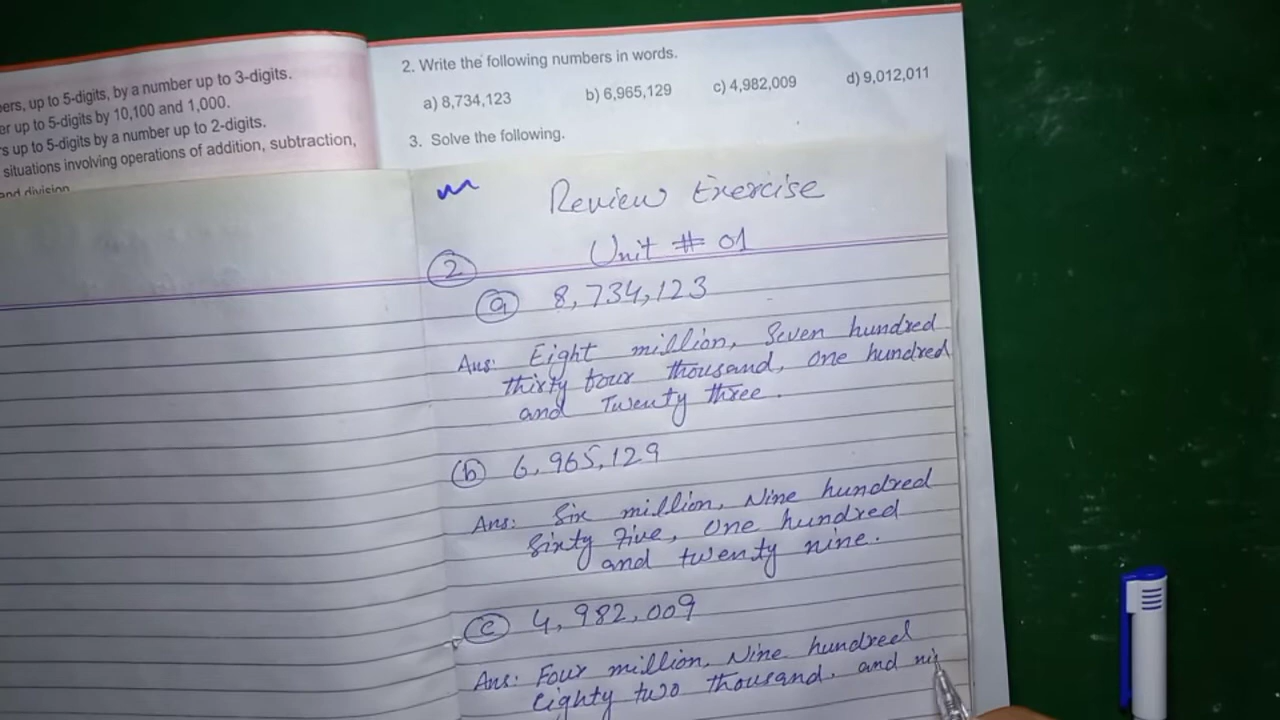 ers, up to 5-digits, by a number up to 3-digits.
er up to 5-digits by 10,100 and 1,000.
s up to 5-digits by a number up to 2-digits.
situations involving operations of addition, subtraction,
and division
2. Write the following numbers in words.
a) 8,734,123 b) 6,965,129 c) 4,982,009 d) 9,012,011
3. Solve the following.
Review Exercise
Unit # 01
2
a 8,734,123
Ans: Eight million, Seven hundred
thirty four thousand, One hundred
and Twenty three.
b 6,965,129
Ans: Six million, Nine hundred
Sixty Five, One hundred
and twenty nine.
c 4,982,009
Ans: Four million, Nine hundred
eighty two thousand, and ni